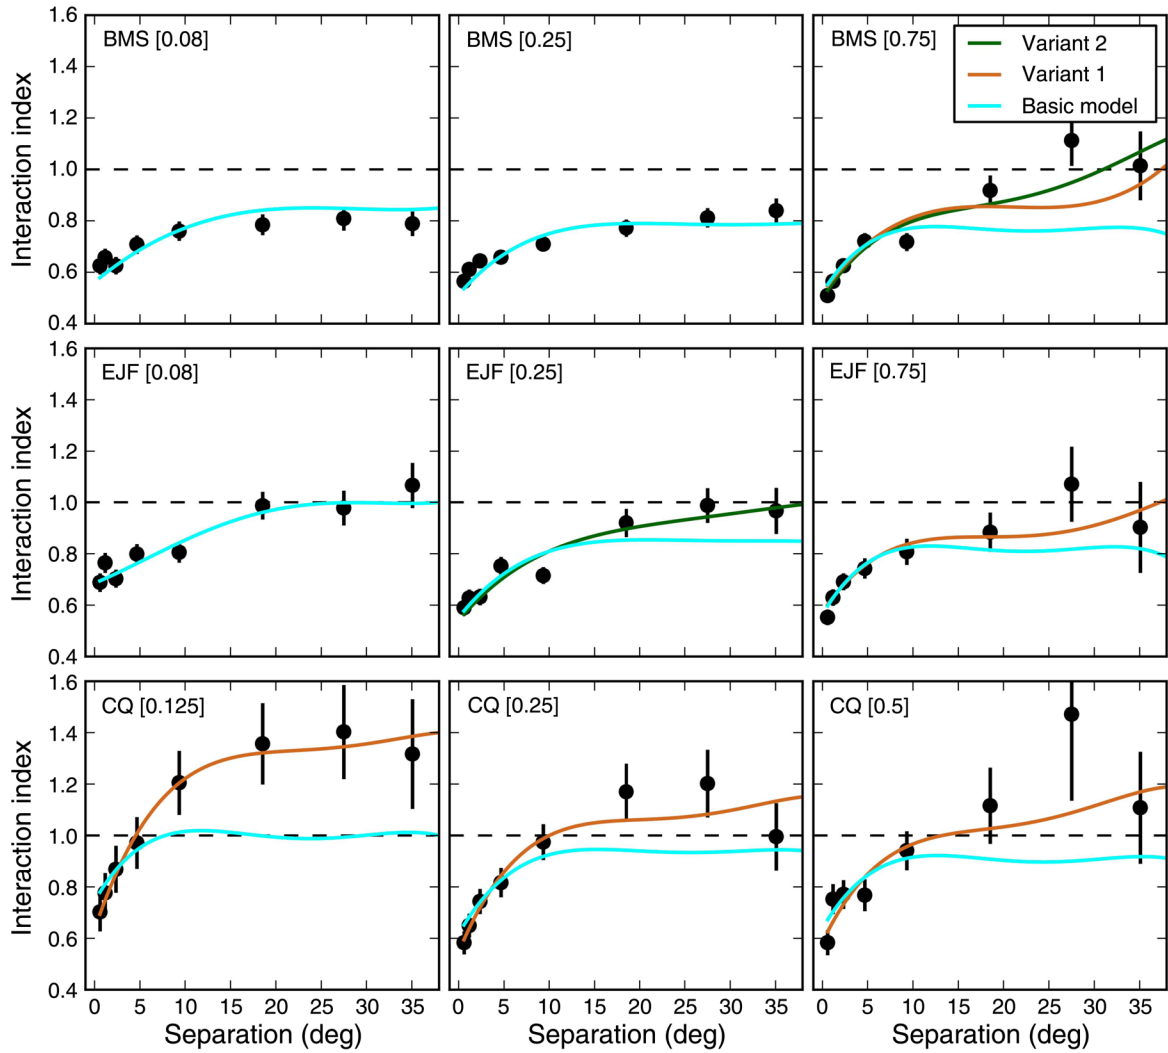 1.6
1.4
1.2
1.0
0.8
0.6
0.4
Interaction index
BMS [0.08]
BMS [0.25]
BMS [0.75]
Variant 2
Variant 1
Basic model
1.6
1.4
1.2
1.0
0.8
0.6
0.4
Interaction index
EJF [0.08]
EJF [0.25]
EJF [0.75]
1.6
1.4
1.2
1.0
0.8
0.6
0.4
Interaction index
CQ [0.125]
CQ [0.25]
CQ [0.5]
0 5 10 15 20 25 30 35
0 5 10 15 20 25 30 35
0 5 10 15 20 25 30 35
Separation (deg)
Separation (deg)
Separation (deg)